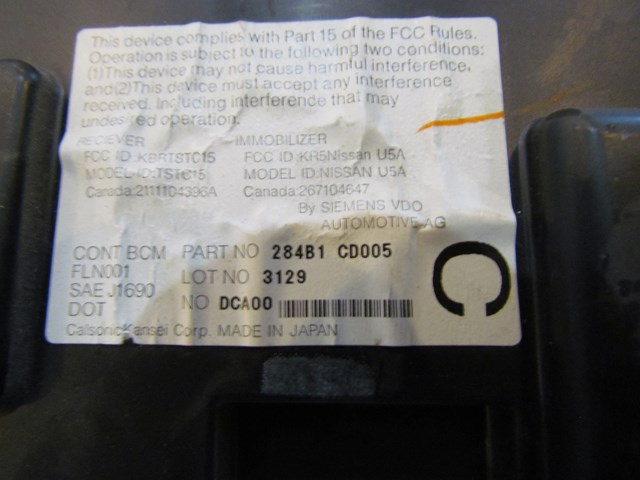 This device complies with Part 15 of the FCC Rules.
Operation is subject to the following two conditions:
(1)This device may not cause harmful interference,
and(2)This device must accept any interference
received. Including interference that may
undesired operation.
RECIEVER IMMOBILIZER
FCC ID:KBRTSTC15 FCC ID:KR5Nissan U5A
MODEL ID:TSTC15 MODEL ID:NISSAN U5A
Canada:21111C4396A Canada:267104647
By SIEMENS VDO
AUTOMOTIVE AG
CONT BCM PART NO 284B1 CD005
FLN001 LOT NO 3129
SAE J1690 NO DCA00
DOT
CalsonicKansei Corp. MADE IN JAPAN
C